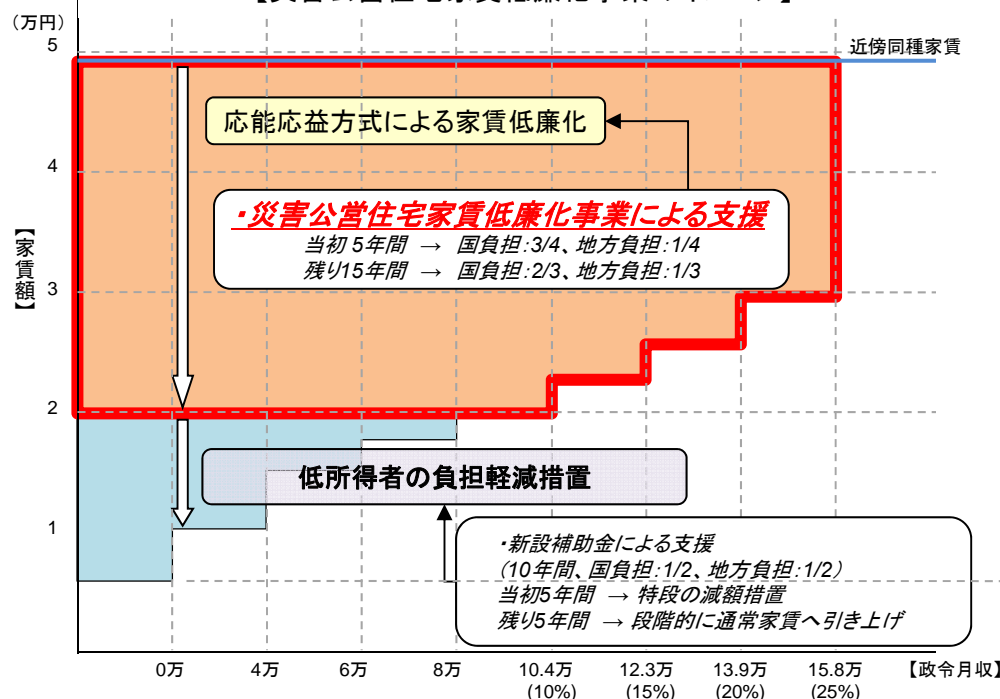 (万円)
5
近傍同種家賃
応能応益方式による家賃低廉化
4
・災害公営住宅家賃低廉化事業による支援
当初 5年間 → 国負担:3/4、地方負担:1/4
残り15年間 → 国負担:2/3、地方負担:1/3
【家賃額】
3
2
低所得者の負担軽減措置
1
・新設補助金による支援
(10年間、国負担:1/2、地方負担:1/2)
当初5年間 → 特段の減額措置
残り5年間 → 段階的に通常家賃へ引き上げ
0万 4万 6万 8万 10.4万 12.3万 13.9万 15.8万 【政令月収】
(10%) (15%) (20%) (25%)